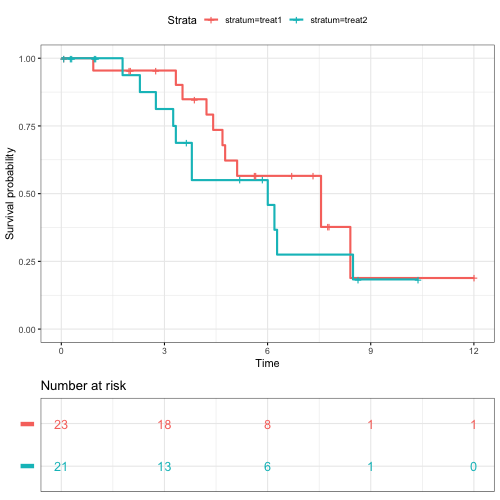 Strata stratum=treat1 stratum=treat2
Survival probability
1.00
0.75
0.50
0.25
0.00
0 3 6 9 12
Time
Number at risk
23 18 8 1 1
21 13 6 1 0